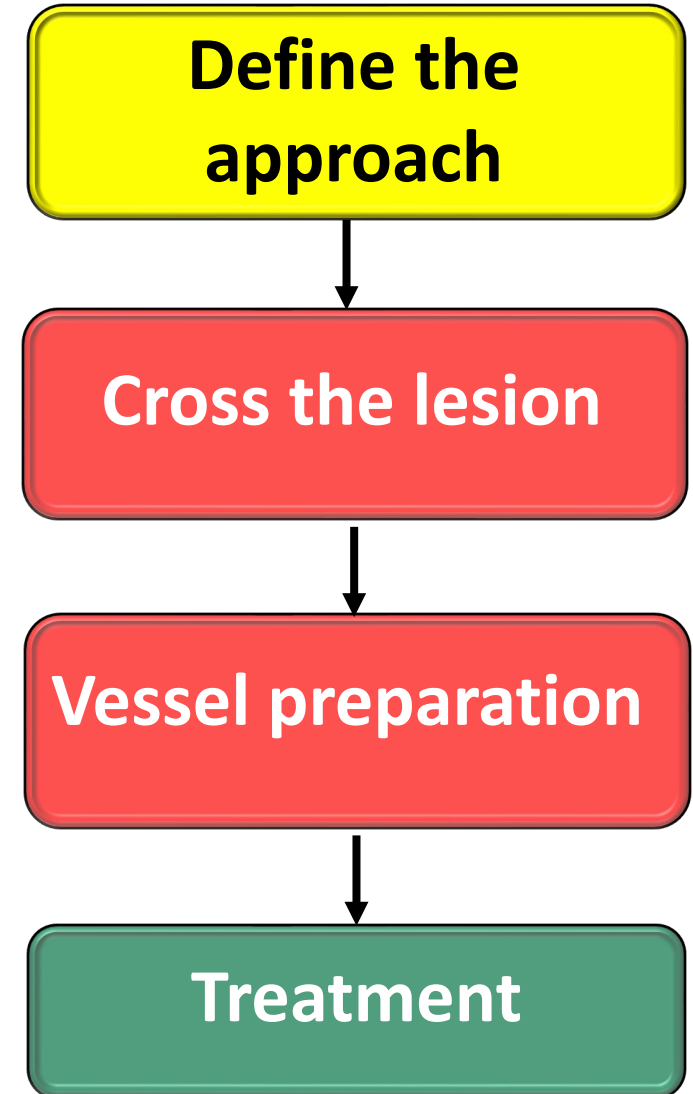 Define the
approach
Cross the lesion
Vessel preparation
Treatment